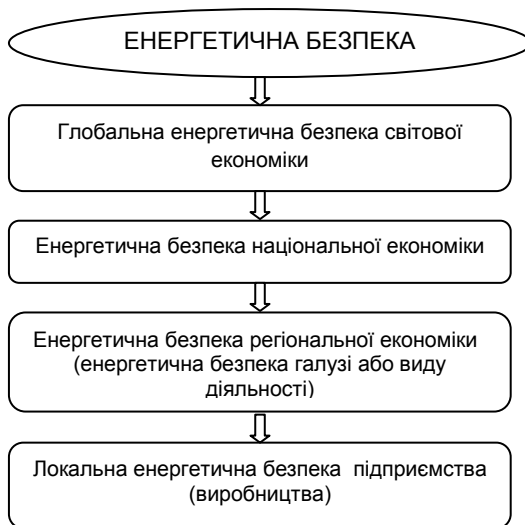 ЕНЕРГЕТИЧНА БЕЗПЕКА
Глобальна енергетична безпека світової
економіки
Енергетична безпека національної економіки
Енергетична безпека регіональної економіки
(енергетична безпека галузі або виду
діяльності)
Локальна енергетична безпека підприємства
(виробництва)